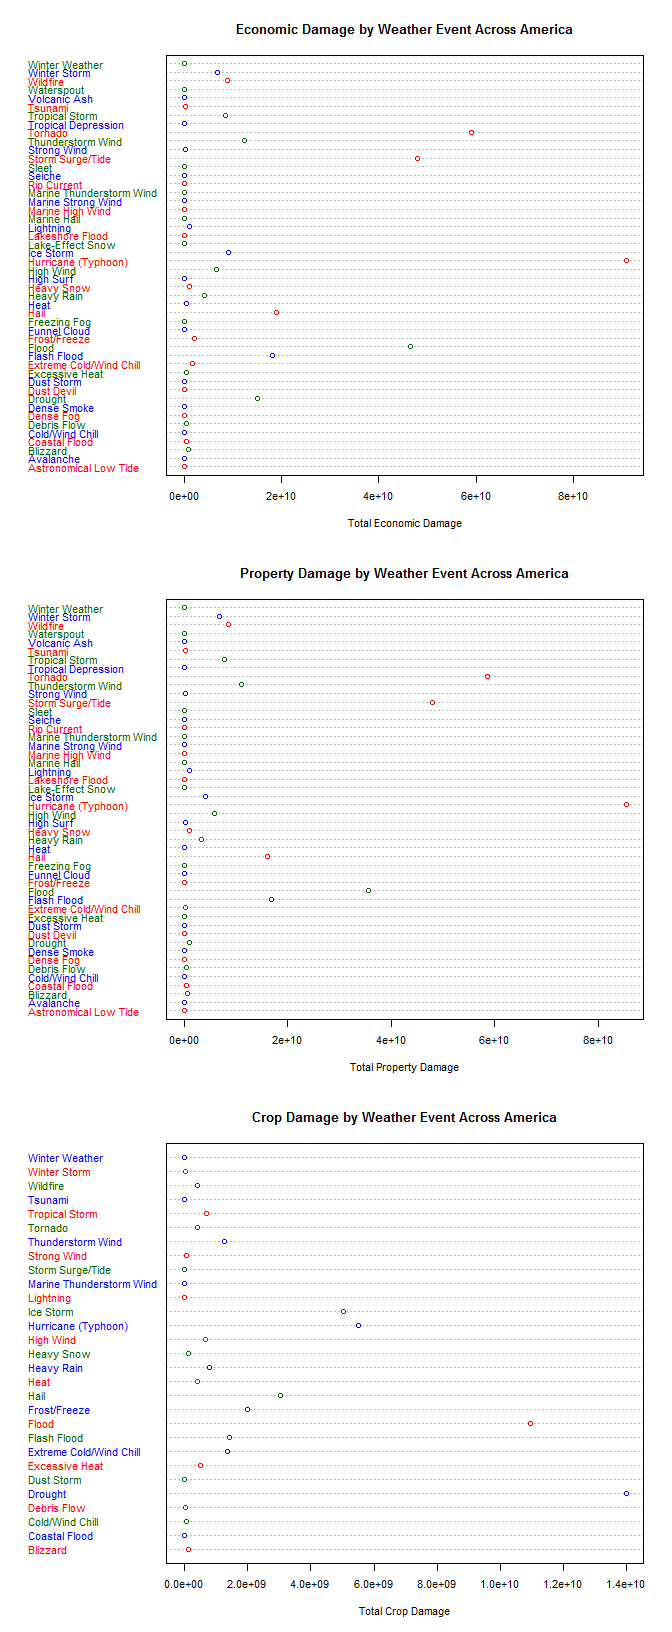 Economic Damage by Weather Event Across America
Winter Weather
Winter Storm
Wildfire
Waterspout
Volcanic Ash
Tsunami
Tropical Storm
Tropical Depression
Tornado
Thunderstorm Wind
Strong Wind
Storm Surge/Tide
Sleet
Seiche
Rip Current
Marine Thunderstorm Wind
Marine Strong Wind
Marine High Wind
Marine Hail
Lightning
Lakeshore Flood
Lake-Effect Snow
Ice Storm
Hurricane (Typhoon)
High Wind
High Surf
Heavy Snow
Heavy Rain
Heat
Hail
Freezing Fog
Funnel Cloud
Frost/Freeze
Flood
Flash Flood
Extreme Cold/Wind Chill
Excessive Heat
Dust Storm
Dust Devil
Drought
Dense Smoke
Dense Fog
Debris Flow
Cold/Wind Chill
Coastal Flood
Blizzard
Avalanche
Astronomical Low Tide
0e+00 2e+10 4e+10 6e+10 8e+10
Total Economic Damage
Property Damage by Weather Event Across America
Winter Weather
Winter Storm
Wildfire
Waterspout
Volcanic Ash
Tsunami
Tropical Storm
Tropical Depression
Tornado
Thunderstorm Wind
Strong Wind
Storm Surge/Tide
Sleet
Seiche
Rip Current
Marine Thunderstorm Wind
Marine Strong Wind
Marine High Wind
Marine Hail
Lightning
Lakeshore Flood
Lake-Effect Snow
Ice Storm
Hurricane (Typhoon)
High Wind
High Surf
Heavy Snow
Heavy Rain
Heat
Hail
Freezing Fog
Funnel Cloud
Frost/Freeze
Flood
Flash Flood
Extreme Cold/Wind Chill
Excessive Heat
Dust Storm
Dust Devil
Drought
Dense Smoke
Dense Fog
Debris Flow
Cold/Wind Chill
Coastal Flood
Blizzard
Avalanche
Astronomical Low Tide
0e+00 2e+10 4e+10 6e+10 8e+10
Total Property Damage
Crop Damage by Weather Event Across America
Winter Weather
Winter Storm
Wildfire
Tsunami
Tropical Storm
Tornado
Thunderstorm Wind
Strong Wind
Storm Surge/Tide
Marine Thunderstorm Wind
Lightning
Ice Storm
Hurricane (Typhoon)
High Wind
Heavy Snow
Heavy Rain
Heat
Hail
Frost/Freeze
Flood
Flash Flood
Extreme Cold/Wind Chill
Excessive Heat
Dust Storm
Drought
Debris Flow
Cold/Wind Chill
Coastal Flood
Blizzard
0.0e+00 2.0e+09 4.0e+09 6.0e+09 8.0e+09 1.0e+10 1.2e+10 1.4e+10
Total Crop Damage